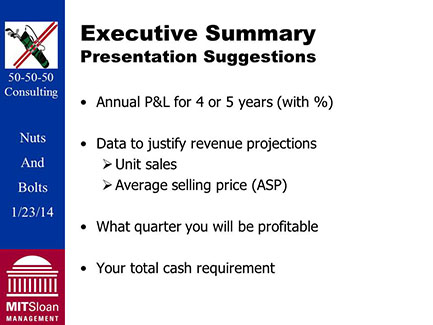 Executive Summary
Presentation Suggestions
50-50-50
Consulting
Nuts
And
Bolts
1/23/14
MITSloan
MANAGEMENT
• Annual P&L for 4 or 5 years (with %)
• Data to justify revenue projections
➢ Unit sales
➢ Average selling price (ASP)
• What quarter you will be profitable
• Your total cash requirement